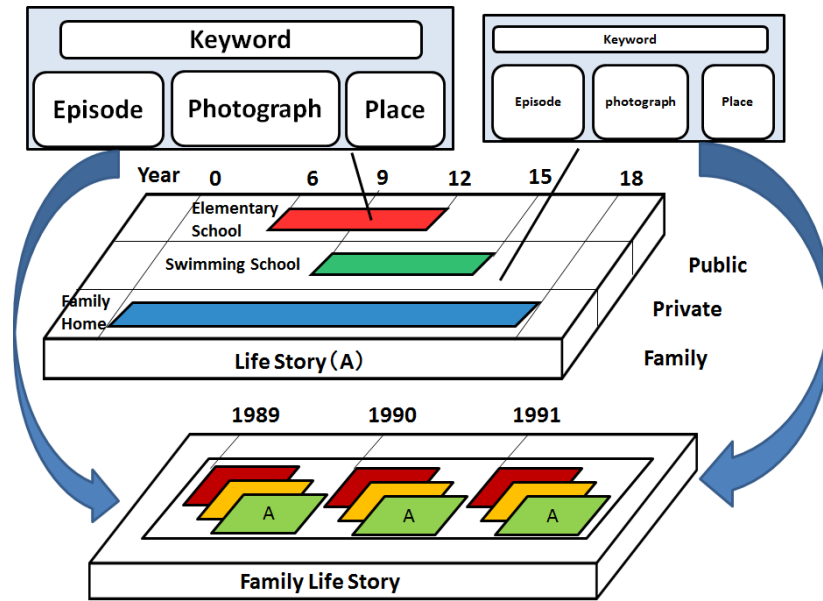 Keyword
Episode
Photograph
Place
Keyword
Episode
photograph
Place
Year 0 6 9 12 15 18
Elementary
School
Swimming School
Family
Home
Public
Private
Family
Life Story（A）
1989 1990 1991
A A A
Family Life Story